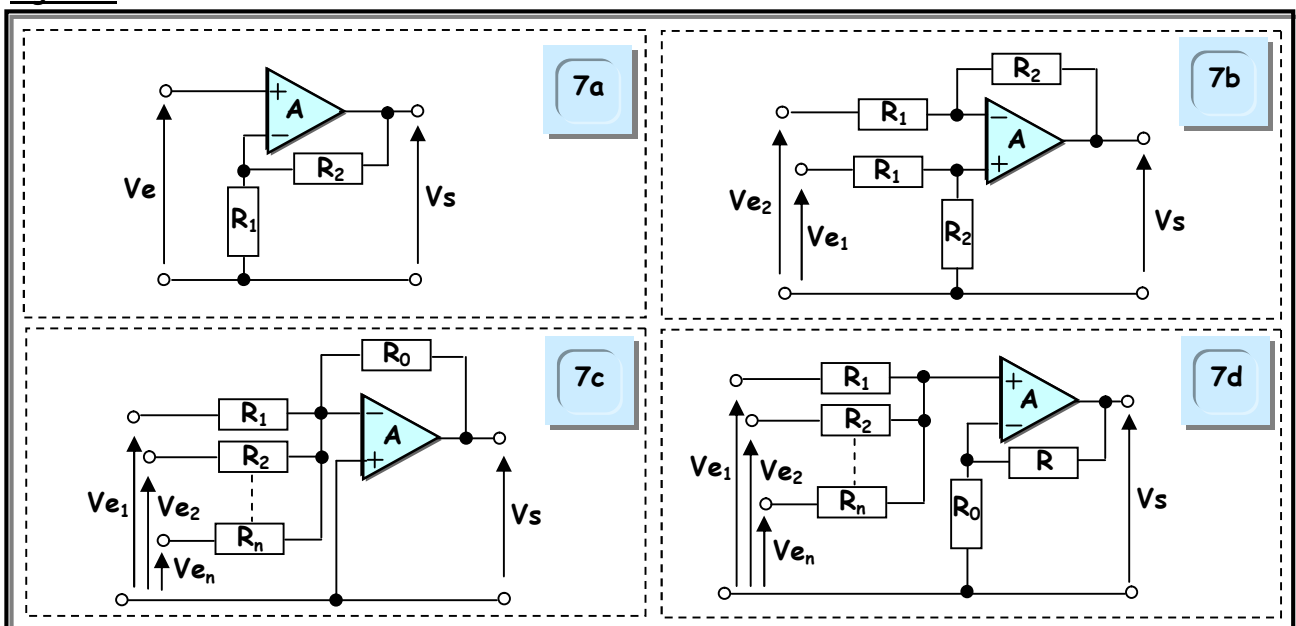 7a
+
A
−
R₂
Ve
R₁
Vs
7b
R₂
R₁
−
A
+
R₁
Ve₂
Ve₁
R₂
Vs
7c
R₀
R₁
−
A
R₂
+
Ve₁
Ve₂
Rₙ
Veₙ
Vs
7d
R₁
+
A
R₂
−
Ve₁
Ve₂
R
Rₙ
R₀
Veₙ
Vs